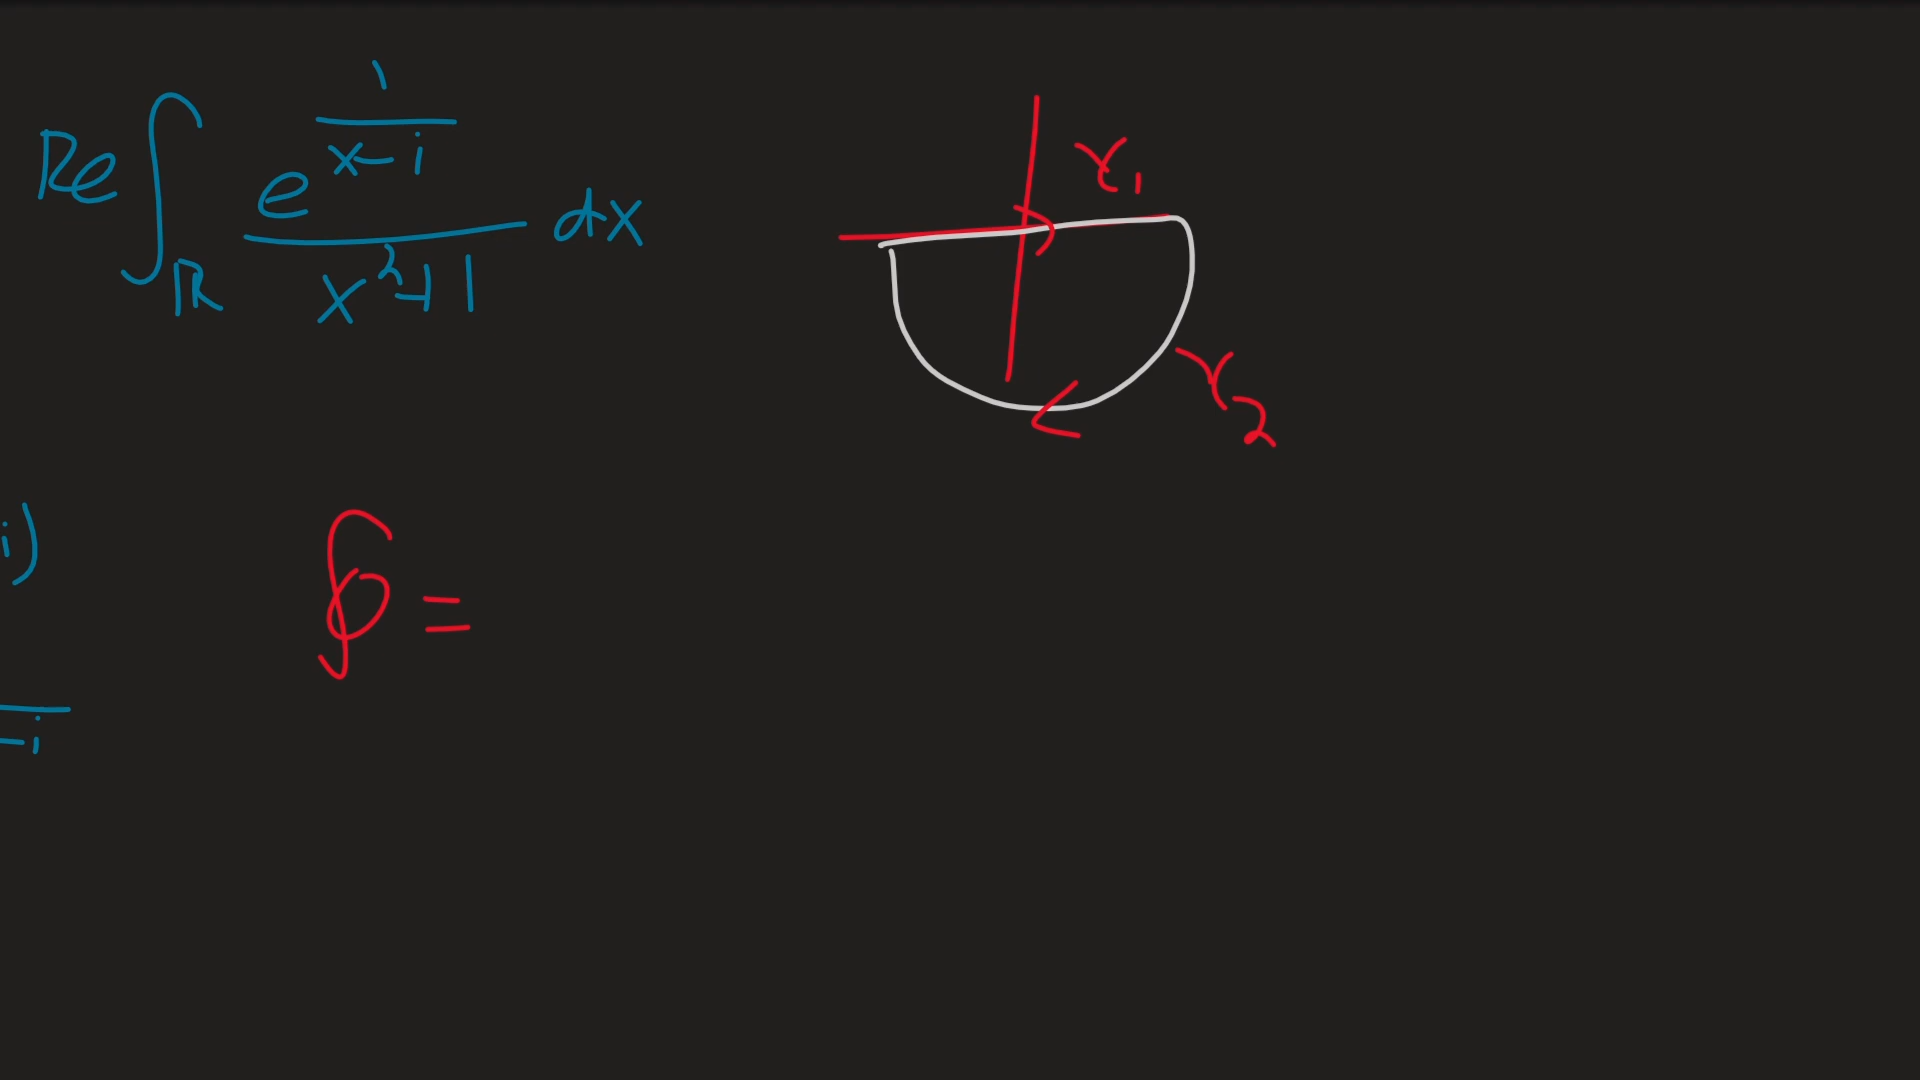 Re ∫_ℝ e^{1/(x-i)} / (x²+1) dx
γ₁
γ₂
i)
∮ =
-i